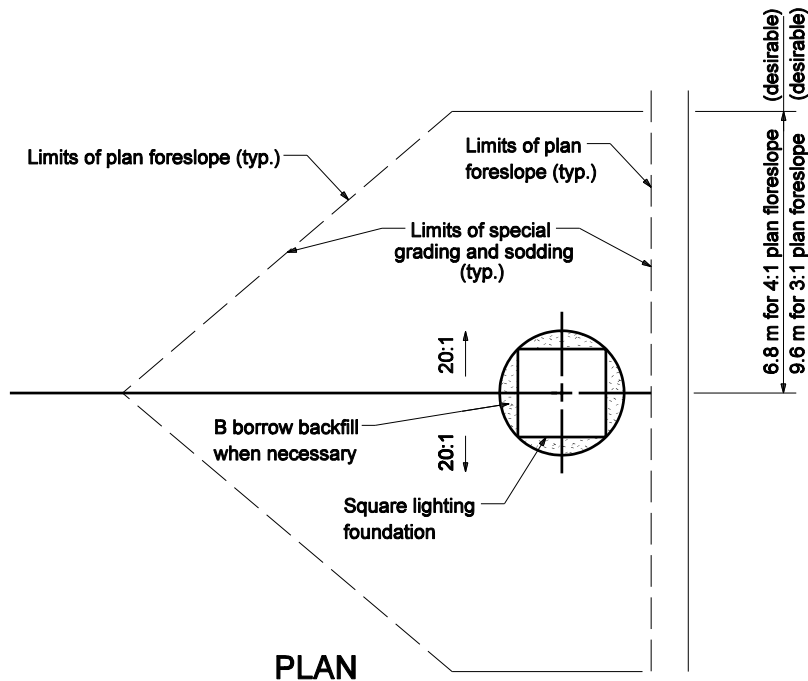 Limits of plan foreslope (typ.)
Limits of plan
foreslope (typ.)
Limits of special
grading and sodding
(typ.)
20:1
20:1
B borrow backfill
when necessary
Square lighting
foundation
6.8 m for 4:1 plan floreslope (desirable)
9.6 m for 3:1 plan foreslope (desirable)
PLAN